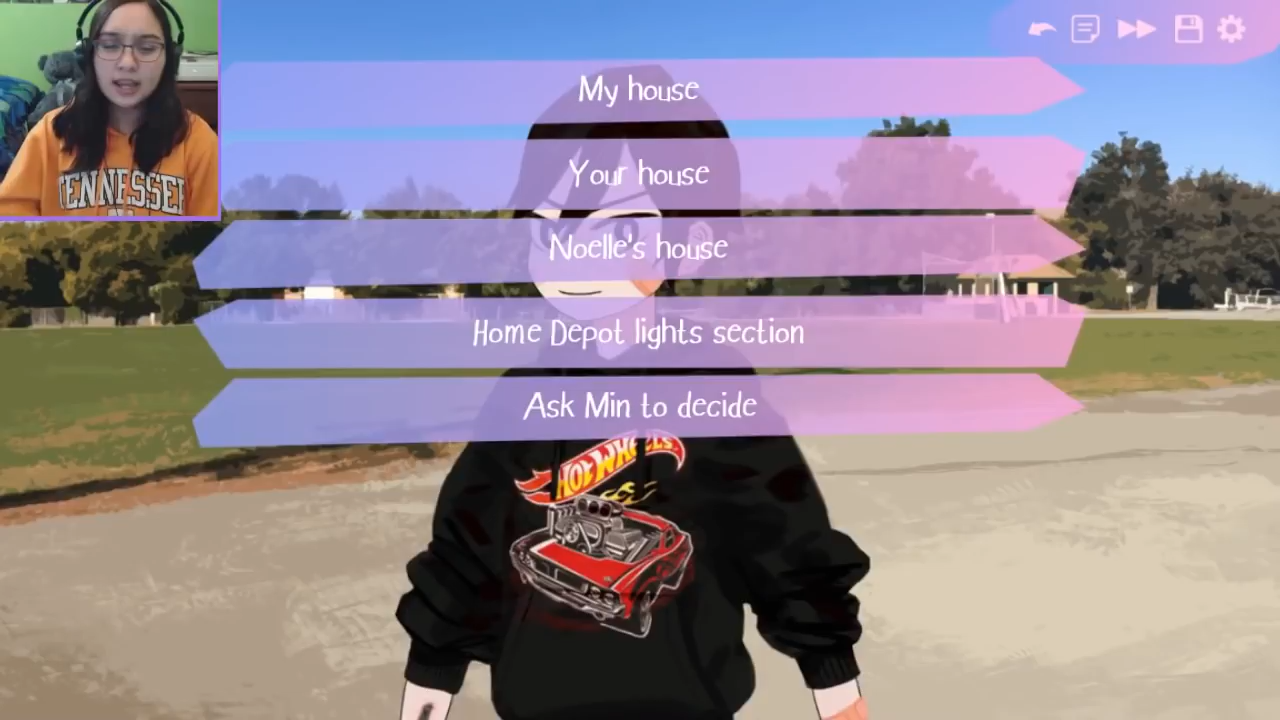 My house
Your house
Noelle's house
Home Depot lights section
Ask Min to decide
TENNESSEE
HOT WHEELS